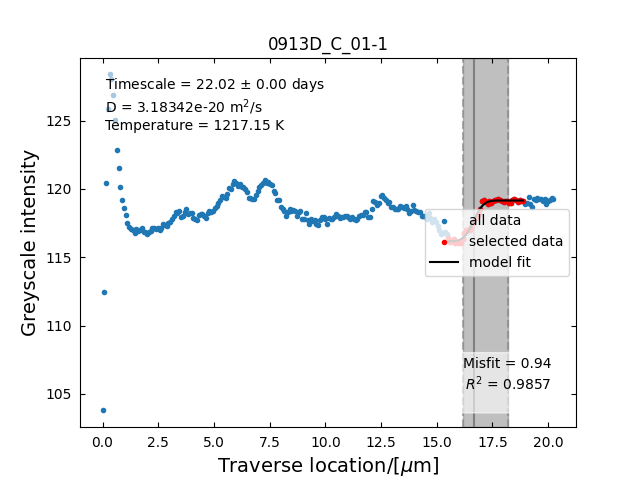 0913D_C_01-1
Timescale = 22.02 ± 0.00 days
D = 3.18342e-20 m²/s
Temperature = 1217.15 K
Greyscale intensity
125
120
115
110
105
all data
selected data
model fit
Misfit = 0.94
R² = 0.9857
0.0 2.5 5.0 7.5 10.0 12.5 15.0 17.5 20.0
Traverse location/[μm]